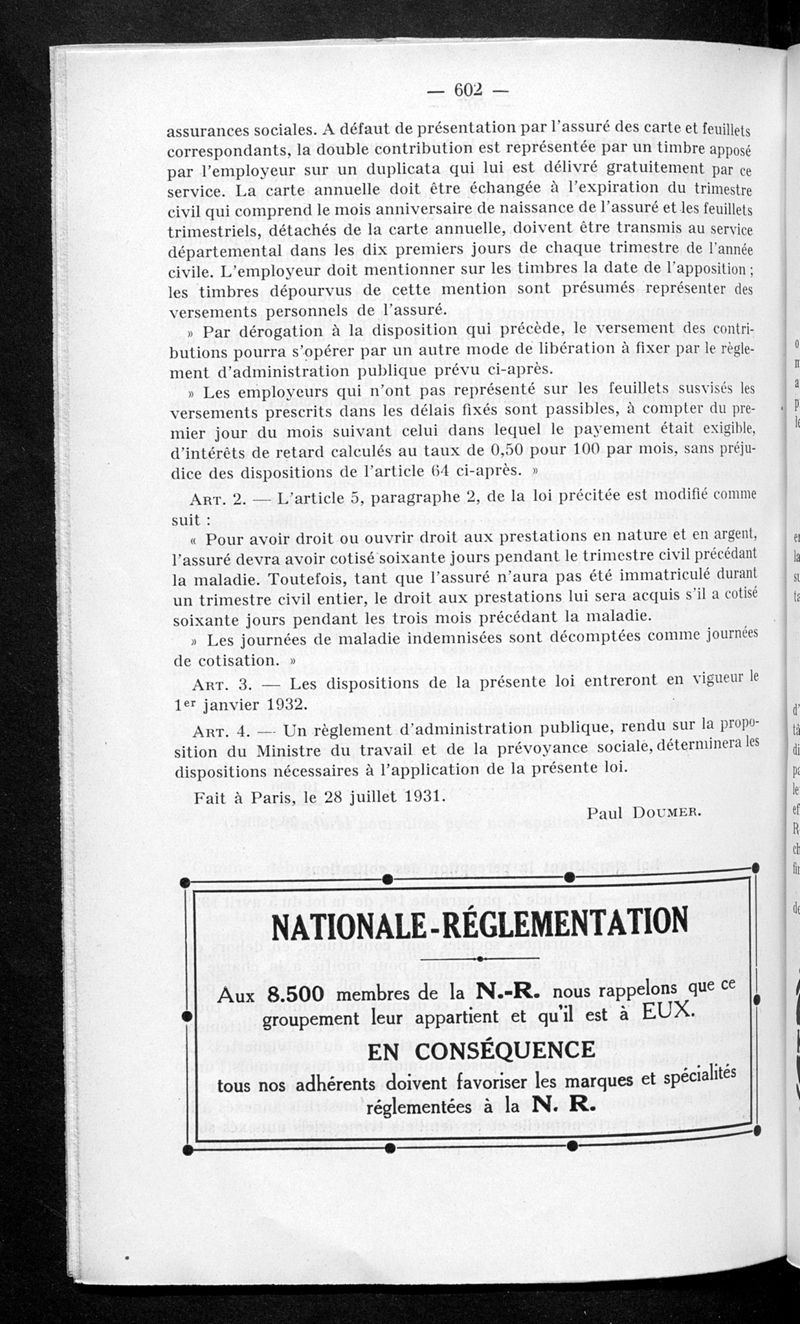 — 602 —
assurances sociales. A défaut de présentation par l'assuré des carte et feuillets
correspondants, la double contribution est représentée par un timbre apposé
par l'employeur sur un duplicata qui lui est délivré gratuitement par ce
service. La carte annuelle doit être échangée à l'expiration du trimestre
civil qui comprend le mois anniversaire de naissance de l'assuré et les feuillets
trimestriels, détachés de la carte annuelle, doivent être transmis au service
départemental dans les dix premiers jours de chaque trimestre de l'année
civile. L'employeur doit mentionner sur les timbres la date de l'apposition ;
les timbres dépourvus de cette mention sont présumés représenter des
versements personnels de l'assuré.
» Par dérogation à la disposition qui précède, le versement des contri-
butions pourra s'opérer par un autre mode de libération à fixer par le règle-
ment d'administration publique prévu ci-après.
» Les employeurs qui n'ont pas représenté sur les feuillets susvisés les
versements prescrits dans les délais fixés sont passibles, à compter du pre-
mier jour du mois suivant celui dans lequel le payement était exigible,
d'intérêts de retard calculés au taux de 0,50 pour 100 par mois, sans préju-
dice des dispositions de l'article 64 ci-après. »
ART. 2. — L'article 5, paragraphe 2, de la loi précitée est modifié comme
suit :
« Pour avoir droit ou ouvrir droit aux prestations en nature et en argent,
l'assuré devra avoir cotisé soixante jours pendant le trimestre civil précédant
la maladie. Toutefois, tant que l'assuré n'aura pas été immatriculé durant
un trimestre civil entier, le droit aux prestations lui sera acquis s'il a cotisé
soixante jours pendant les trois mois précédant la maladie.
» Les journées de maladie indemnisées sont décomptées comme journées
de cotisation. »
ART. 3. — Les dispositions de la présente loi entreront en vigueur le
1er janvier 1932.
ART. 4. — Un règlement d'administration publique, rendu sur la propo-
sition du Ministre du travail et de la prévoyance sociale, déterminera les
dispositions nécessaires à l'application de la présente loi.
Fait à Paris, le 28 juillet 1931.
Paul DOUMER.
NATIONALE-RÉGLEMENTATION
Aux 8.500 membres de la N.-R. nous rappelons que ce
groupement leur appartient et qu'il est à EUX.
EN CONSÉQUENCE
tous nos adhérents doivent favoriser les marques et spécialités
réglementées à la N. R.